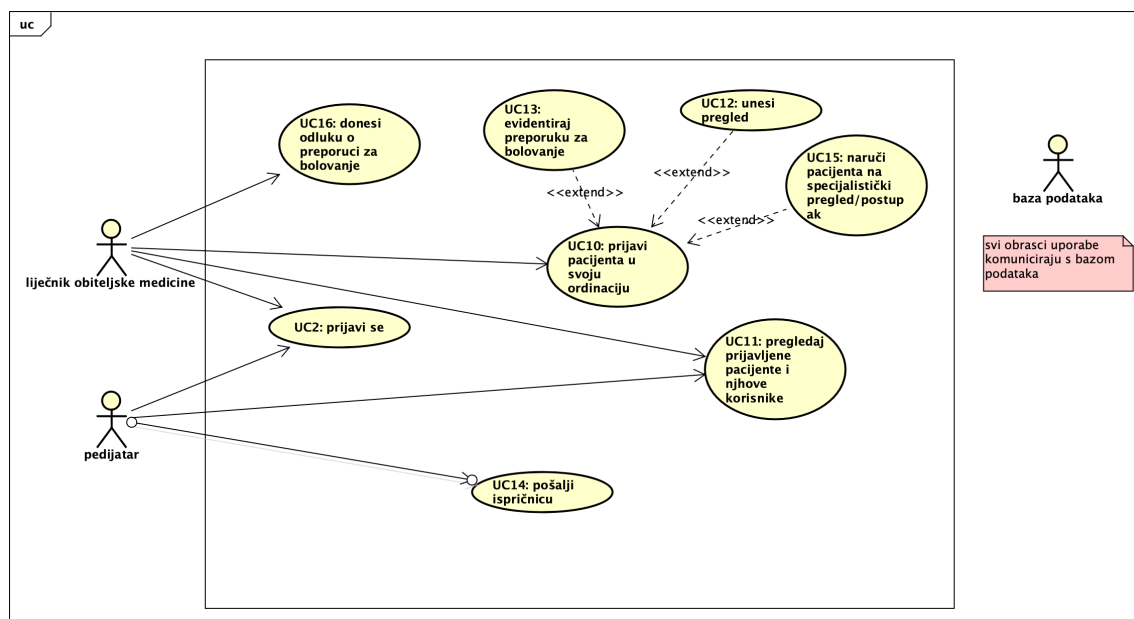 uc
UC16: donesi
odluku o
preporuci za
bolovanje
UC13:
evidentiraj
preporuku za
bolovanje
UC12: unesi
pregled
UC15: naruči
pacijenta na
specijalistički
pregled/postup
ak
<<extend>>
<<extend>>
<<extend>>
baza podataka
svi obrasci uporabe
komuniciraju s bazom
podataka
liječnik obiteljske medicine
UC10: prijavi
pacijenta u
svoju
ordinaciju
UC2: prijavi se
UC11: pregledaj
prijavljene
pacijente i
njhove
korisnike
pedijatar
UC14: pošalji
ispričnicu